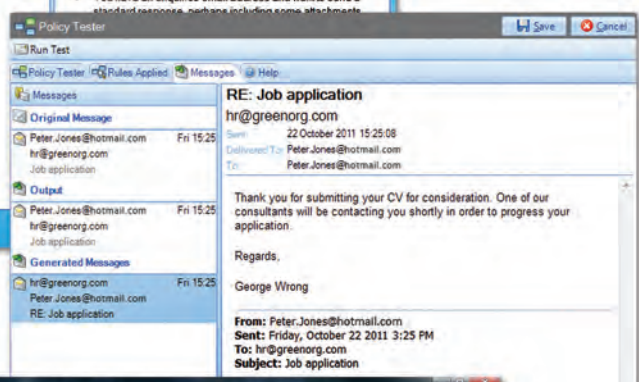 standard response, perhaps including some attachments
Policy Tester
Save
Cancel
Run Test
Policy Tester
Rules Applied
Messages
Help
Messages
Original Message
Peter.Jones@hotmail.com Fri 15:25
hr@greenorg.com
Job application
Output
Peter.Jones@hotmail.com Fri 15:25
hr@greenorg.com
Job application
Generated Messages
hr@greenorg.com Fri 15:25
Peter.Jones@hotmail.com
RE: Job application
RE: Job application
hr@greenorg.com
Sent: 22 October 2011 15:25:08
Delivered To: Peter.Jones@hotmail.com
To: Peter.Jones@hotmail.com
Thank you for submitting your CV for consideration. One of our
consultants will be contacting you shortly in order to progress your
application.
Regards,
George Wrong
From: Peter.Jones@hotmail.com
Sent: Friday, October 22 2011 3:25 PM
To: hr@greenorg.com
Subject: Job application